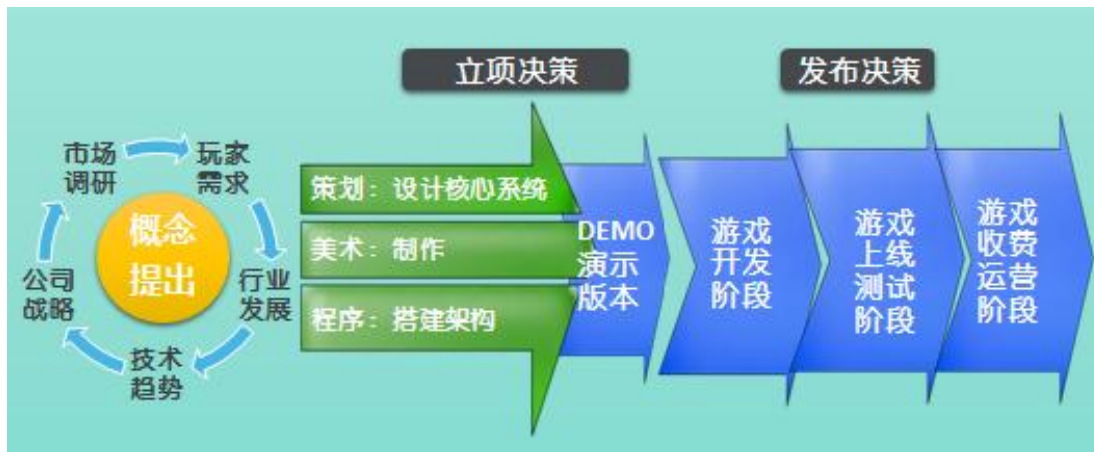 立项决策
发布决策
市场
调研
玩家
需求
行业
发展
技术
趋势
公司
战略
概念
提出
策划：设计核心系统
美术：制作
程序：搭建架构
DEMO
演示
版本
游戏
开发
阶段
游戏
上线
测试
阶段
游戏
收费
运营
阶段